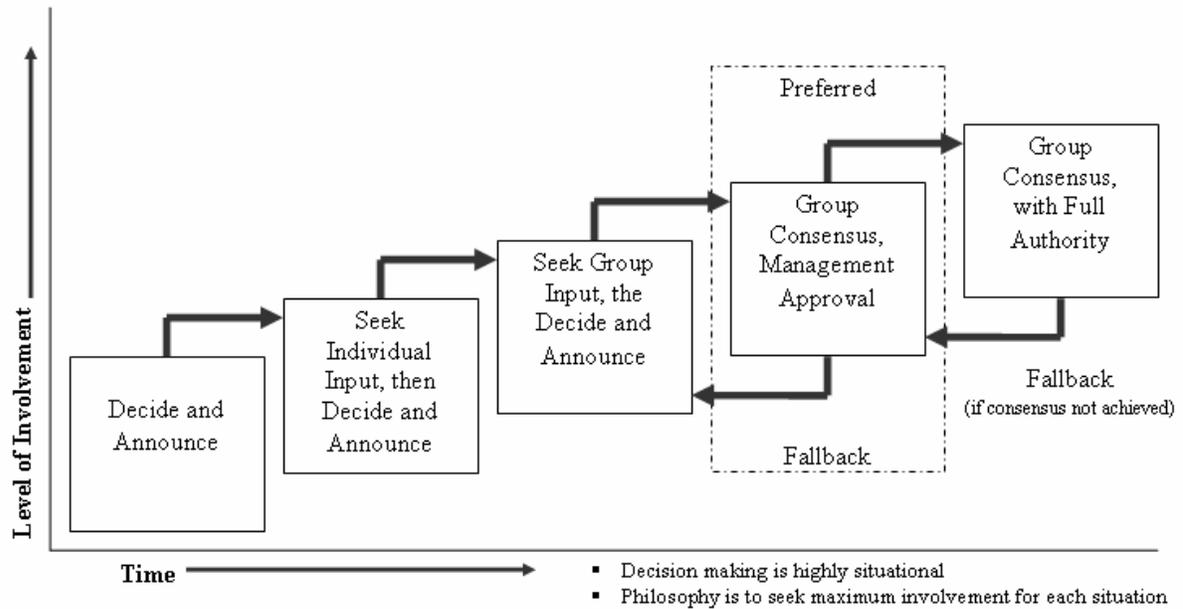 Level of Involvement
Decide and
Announce
Seek
Individual
Input, then
Decide and
Announce
Seek Group
Input, the
Decide and
Announce
Preferred
Group
Consensus,
Management
Approval
Fallback
Group
Consensus,
with Full
Authority
Fallback
(if consensus not achieved)
Time
▪ Decision making is highly situational
▪ Philosophy is to seek maximum involvement for each situation